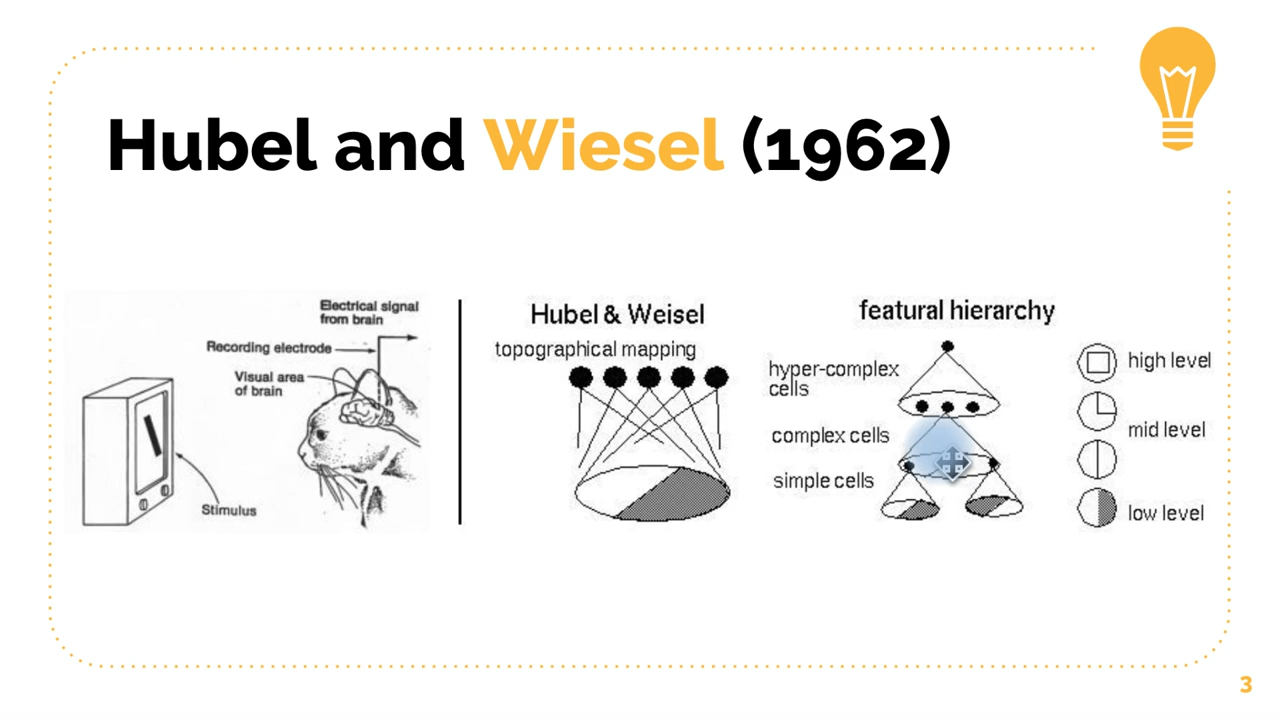 Hubel and Wiesel (1962)
Electrical signal
from brain
Recording electrode
Visual area
of brain
Stimulus
Hubel & Weisel
topographical mapping
featural hierarchy
hyper-complex
cells
complex cells
simple cells
high level
mid level
low level
3